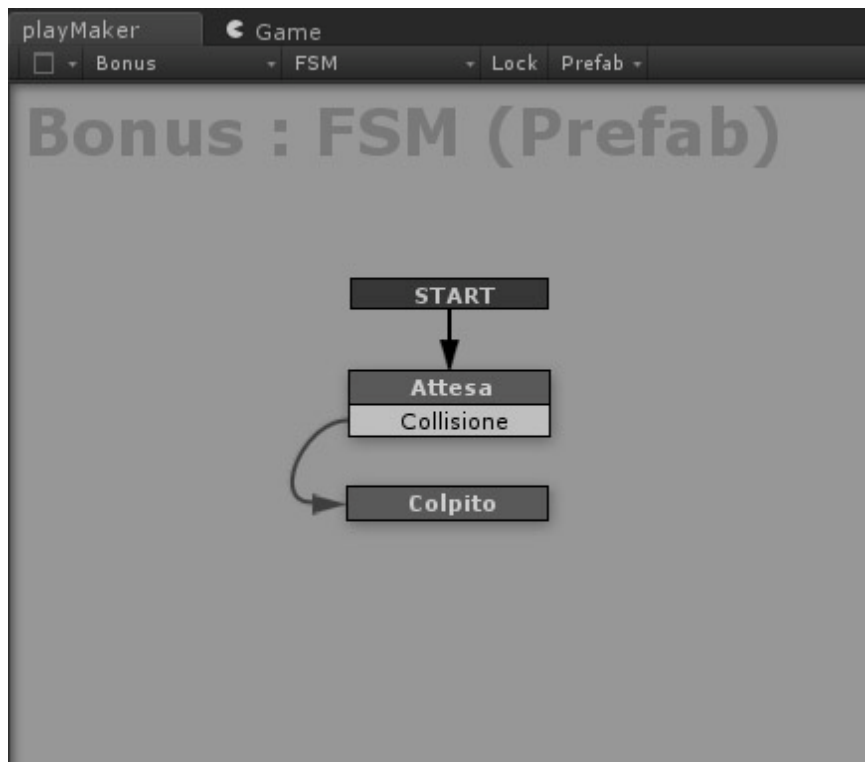 playMaker Game
Bonus FSM Lock Prefab
Bonus : FSM (Prefab)
START
Attesa
Collisione
Colpito